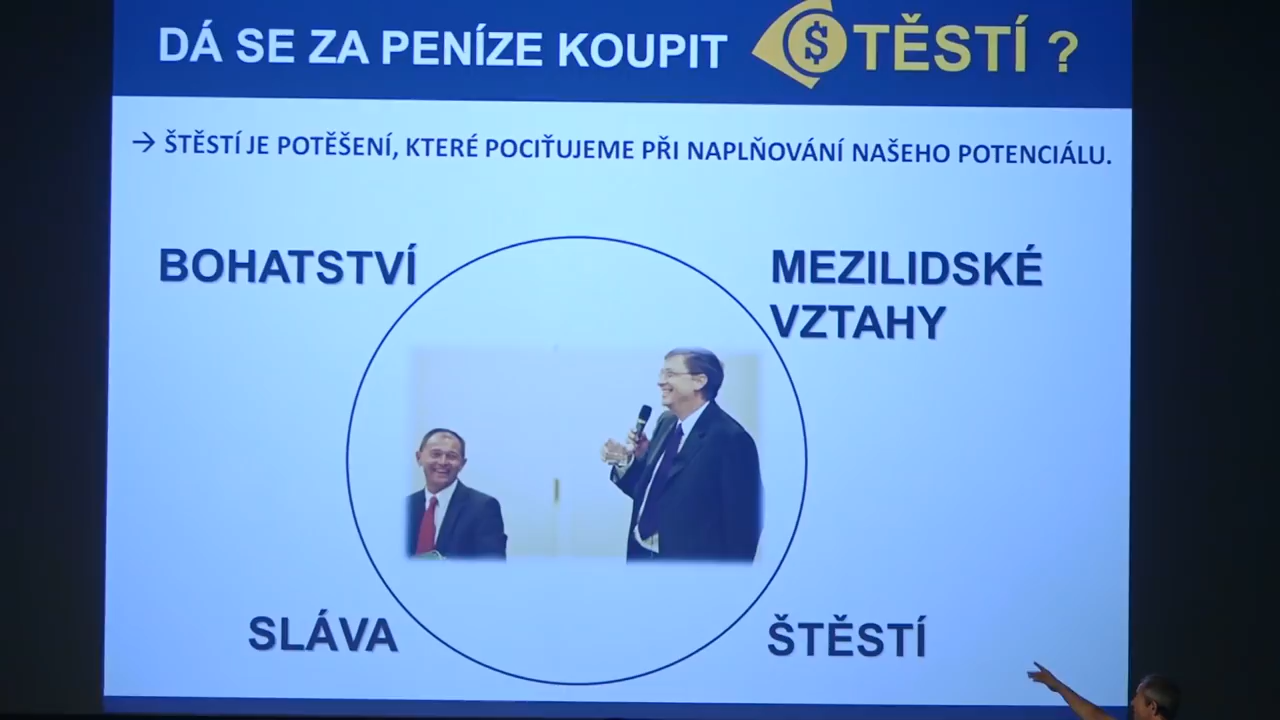 DÁ SE ZA PENÍZE KOUPIT $TĚSTÍ ?
→ ŠTĚSTÍ JE POTĚŠENÍ, KTERÉ POCIŤUJEME PŘI NAPLŇOVÁNÍ NAŠEHO POTENCIÁLU.
BOHATSTVÍ
MEZILIDSKÉ
VZTAHY
SLÁVA
ŠTĚSTÍ